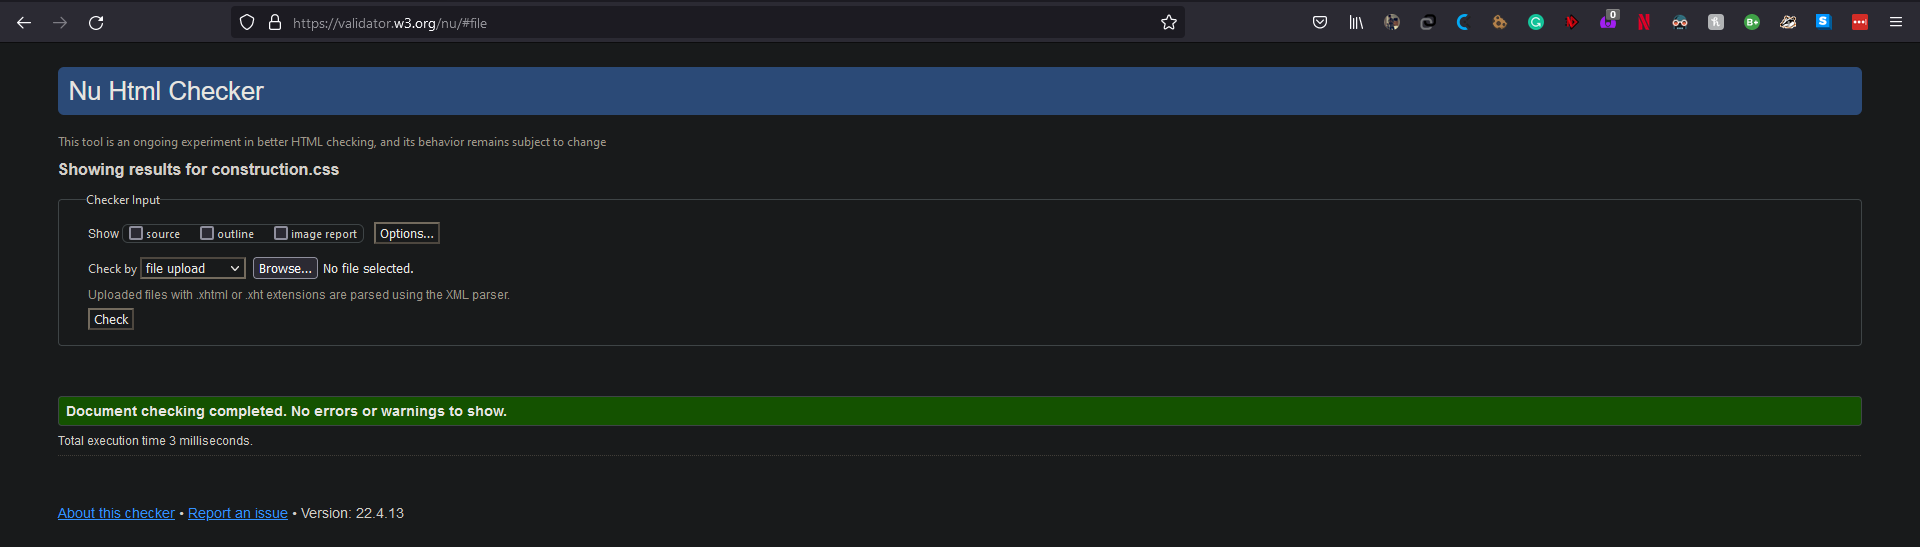 https://validator.w3.org/nu/#file
0
Nu Html Checker
This tool is an ongoing experiment in better HTML checking, and its behavior remains subject to change
Showing results for construction.css
Checker Input
Show source outline image report Options...
Check by file upload Browse... No file selected.
Uploaded files with .xhtml or .xht extensions are parsed using the XML parser.
Check
Document checking completed. No errors or warnings to show.
Total execution time 3 milliseconds.
About this checker • Report an issue • Version: 22.4.13